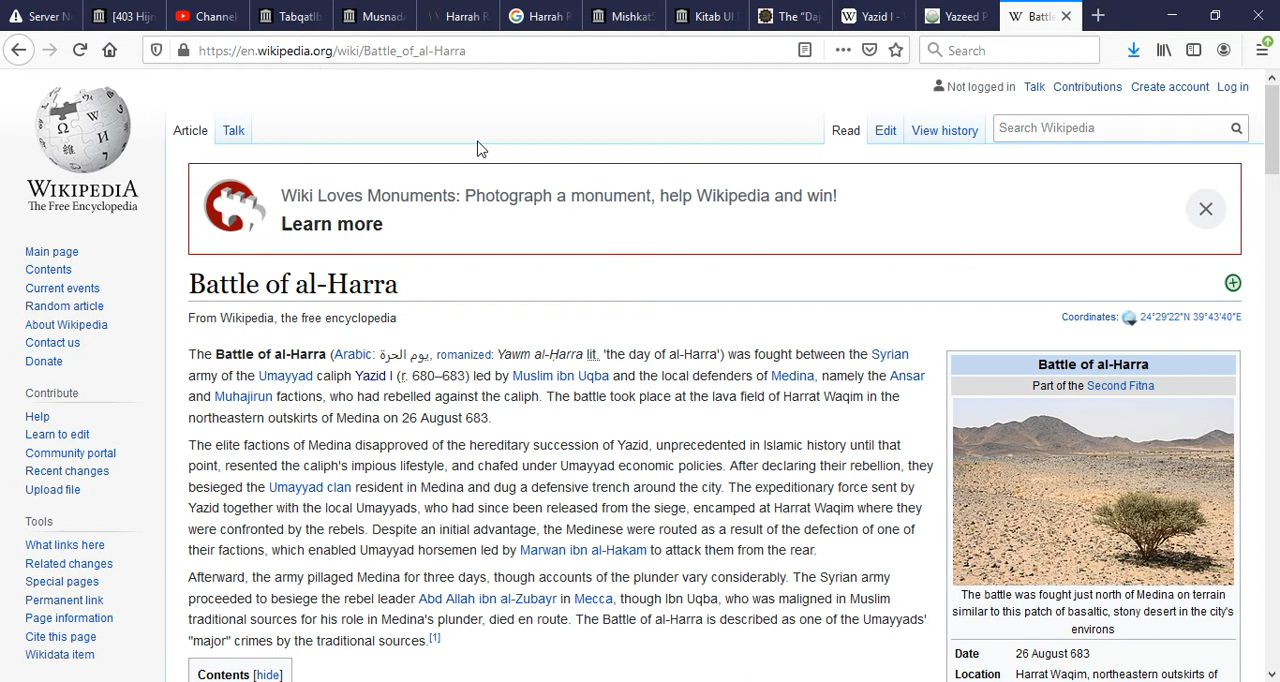 Server N
[403 Hijr
Channel
TabqatIb
Musnad
Harrah R
Harrah R
Mishkat
Kitab Ul
The "Daj
Yazid I -
Yazeed P
Battl
https://en.wikipedia.org/wiki/Battle_of_al-Harra
Search
Not logged in Talk Contributions Create account Log in
Article Talk Read Edit View history Search Wikipedia
WIKIPEDIA
The Free Encyclopedia
Main page
Contents
Current events
Random article
About Wikipedia
Contact us
Donate
Contribute
Help
Learn to edit
Community portal
Recent changes
Upload file
Tools
What links here
Related changes
Special pages
Permanent link
Page information
Cite this page
Wikidata item
Wiki Loves Monuments: Photograph a monument, help Wikipedia and win!
Learn more
Battle of al-Harra
From Wikipedia, the free encyclopedia
Coordinates: 24°29′22″N 39°43′40″E
The Battle of al-Harra (Arabic: يوم الحرة, romanized: Yawm al-Harra lit. 'the day of al-Harra') was fought between the Syrian
army of the Umayyad caliph Yazid I (r. 680–683) led by Muslim ibn Uqba and the local defenders of Medina, namely the Ansar
and Muhajirun factions, who had rebelled against the caliph. The battle took place at the lava field of Harrat Waqim in the
northeastern outskirts of Medina on 26 August 683.
The elite factions of Medina disapproved of the hereditary succession of Yazid, unprecedented in Islamic history until that
point, resented the caliph's impious lifestyle, and chafed under Umayyad economic policies. After declaring their rebellion, they
besieged the Umayyad clan resident in Medina and dug a defensive trench around the city. The expeditionary force sent by
Yazid together with the local Umayyads, who had since been released from the siege, encamped at Harrat Waqim where they
were confronted by the rebels. Despite an initial advantage, the Medinese were routed as a result of the defection of one of
their factions, which enabled Umayyad horsemen led by Marwan ibn al-Hakam to attack them from the rear.
Afterward, the army pillaged Medina for three days, though accounts of the plunder vary considerably. The Syrian army
proceeded to besiege the rebel leader Abd Allah ibn al-Zubayr in Mecca, though Ibn Uqba, who was maligned in Muslim
traditional sources for his role in Medina's plunder, died en route. The Battle of al-Harra is described as one of the Umayyads'
"major" crimes by the traditional sources.[1]
Contents [hide]
Battle of al-Harra
Part of the Second Fitna
The battle was fought just north of Medina on terrain
similar to this patch of basaltic, stony desert in the city's
environs
Date 26 August 683
Location Harrat Waqim, northeastern outskirts of